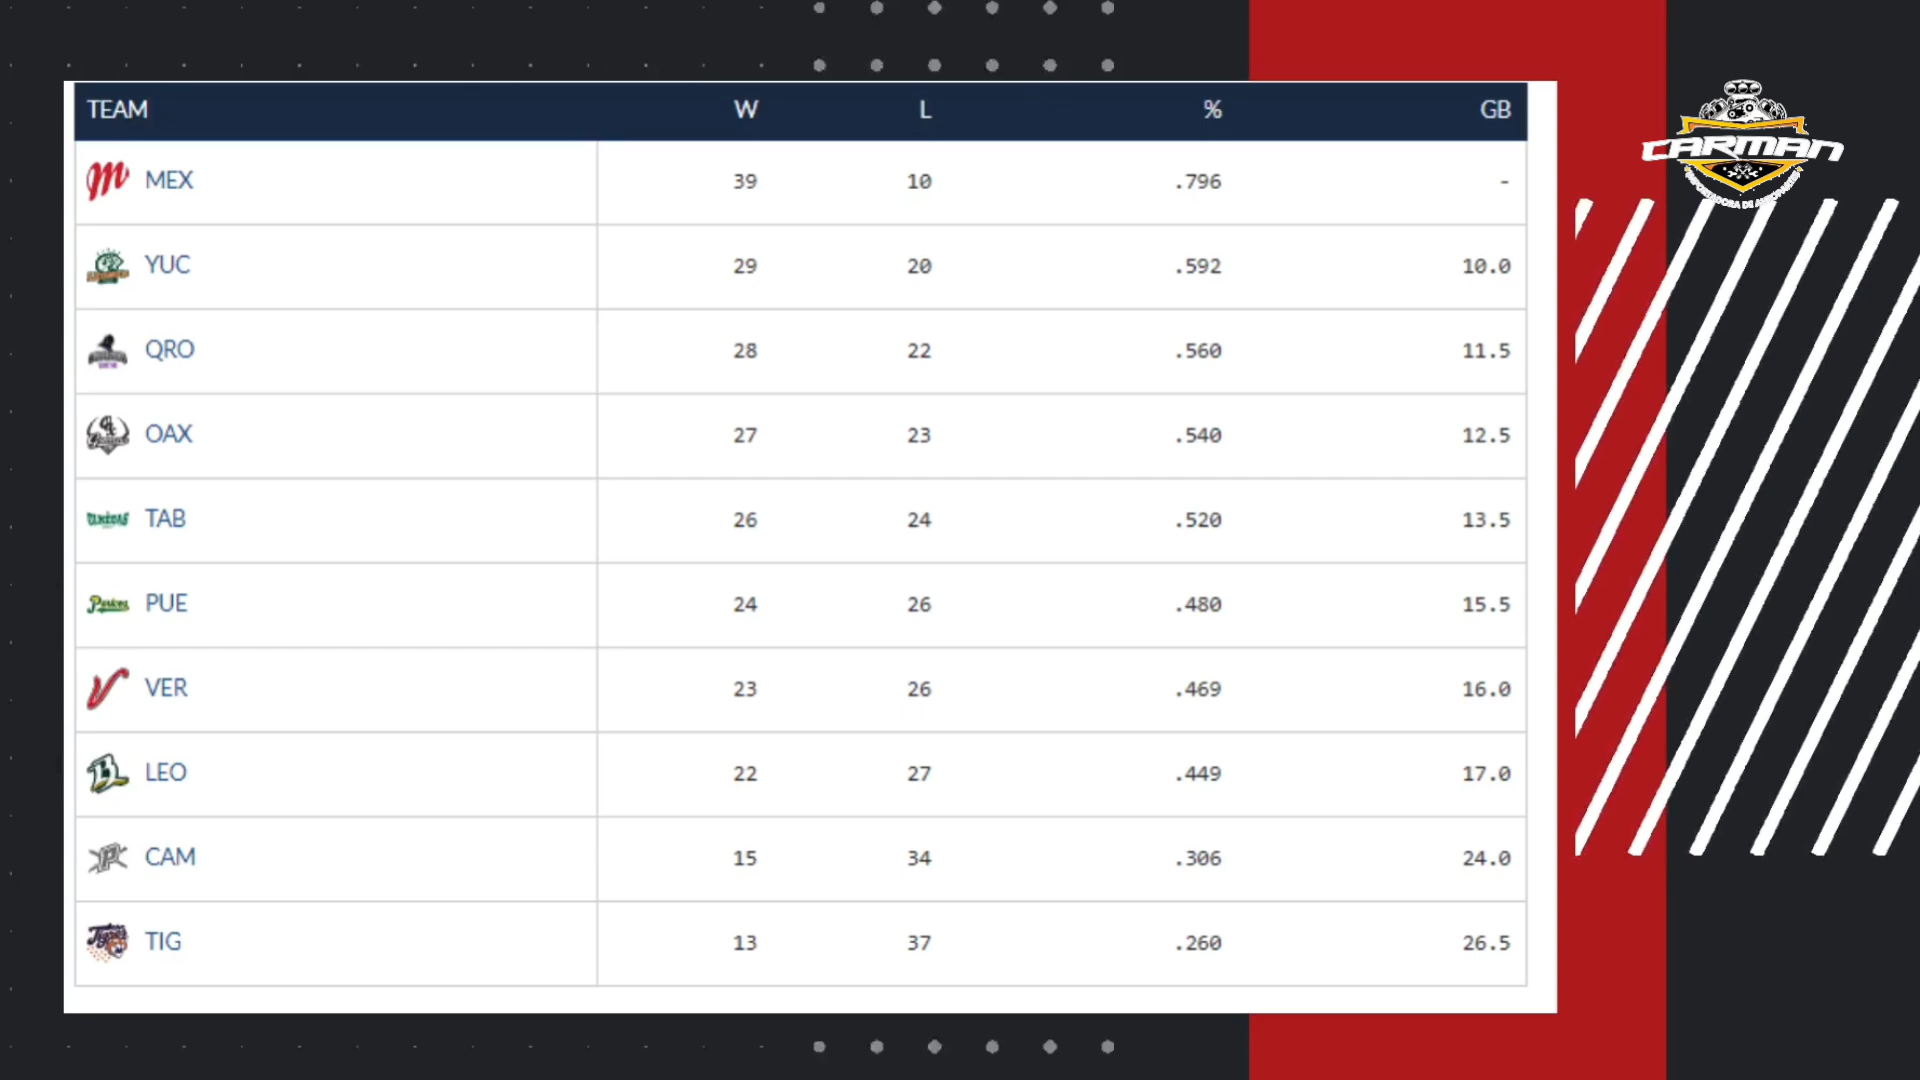 TEAM W L % GB
MEX 39 10 .796 -
YUC 29 20 .592 10.0
QRO 28 22 .560 11.5
OAX 27 23 .540 12.5
TAB 26 24 .520 13.5
Pericos PUE 24 26 .480 15.5
VER 23 26 .469 16.0
LEO 22 27 .449 17.0
CAM 15 34 .306 24.0
Tigres TIG 13 37 .260 26.5
CARMAN